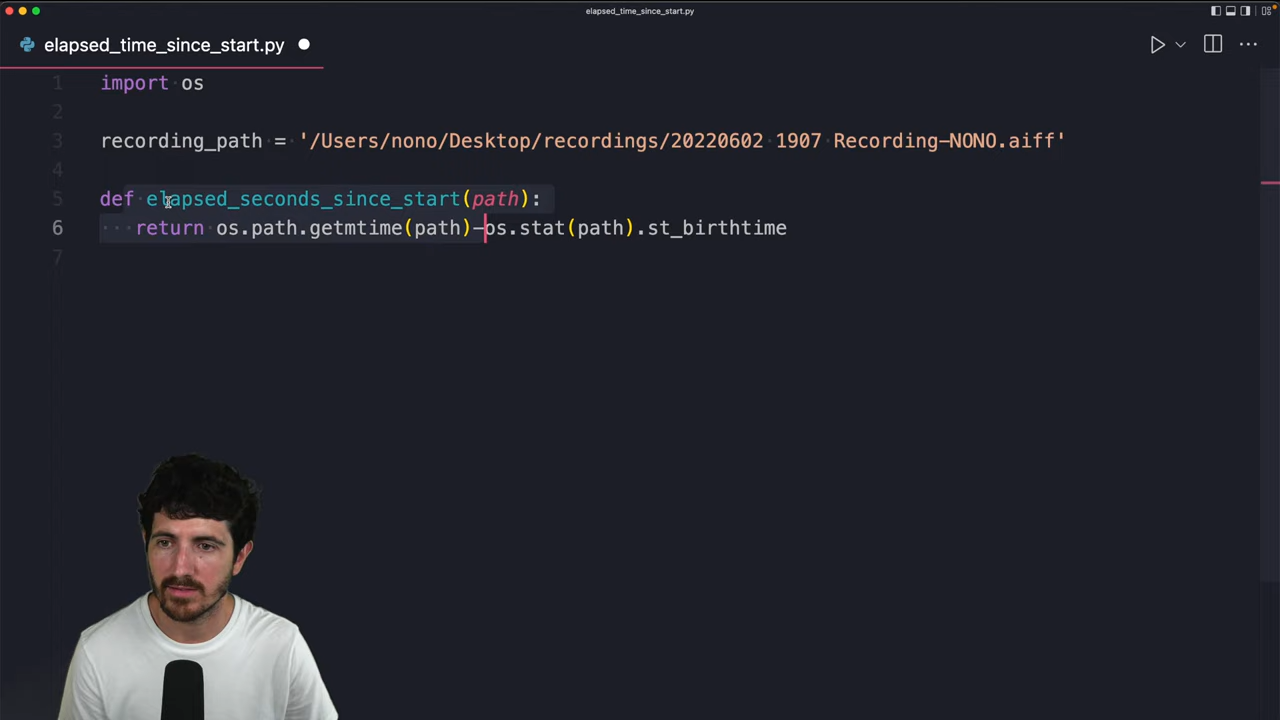 elapsed_time_since_start.py
elapsed_time_since_start.py
1 import os
2
3 recording_path = '/Users/nono/Desktop/recordings/20220602 1907 Recording-NONO.aiff'
4
5 def elapsed_seconds_since_start(path):
6 return os.path.getmtime(path)-os.stat(path).st_birthtime
7